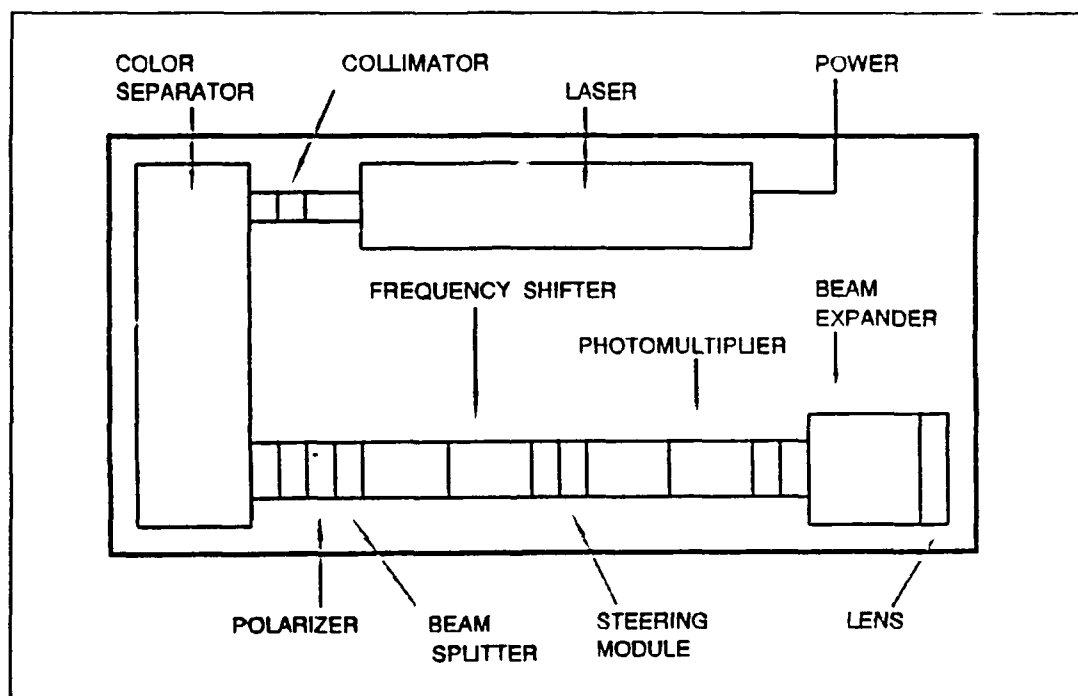 COLOR
SEPARATOR
COLLIMATOR
LASER
POWER
FREQUENCY SHIFTER
PHOTOMULTIPLIER
BEAM
EXPANDER
POLARIZER
BEAM
SPLITTER
STEERING
MODULE
LENS